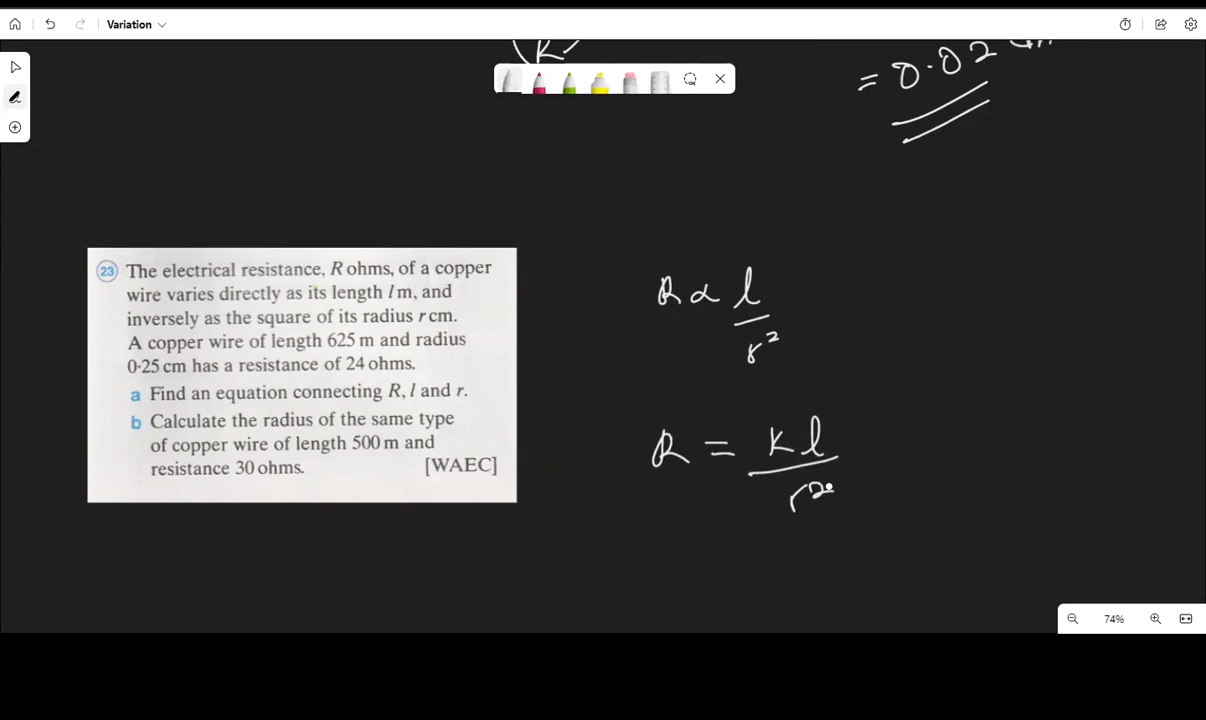 Variation
= 0.02
23 The electrical resistance, R ohms, of a copper
wire varies directly as its length l m, and
inversely as the square of its radius r cm.
A copper wire of length 625 m and radius
0·25 cm has a resistance of 24 ohms.
a Find an equation connecting R, l and r.
b Calculate the radius of the same type
of copper wire of length 500 m and
resistance 30 ohms. [WAEC]
R ∝ l
r²
R = K l
r²
74%